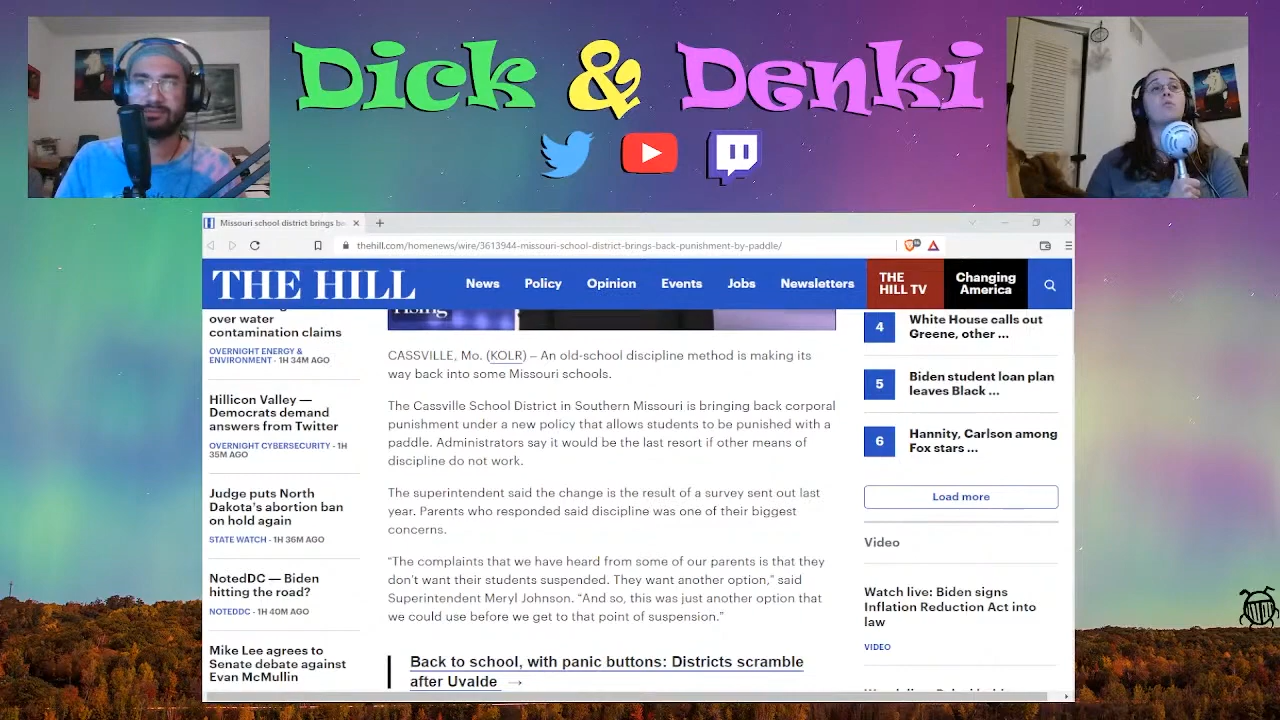 Dick & Denki
Missouri school district brings ba
thehill.com/homenews/wire/3613944-missouri-school-district-brings-back-punishment-by-paddle/
THE HILL
News
Policy
Opinion
Events
Jobs
Newsletters
THE
HILL TV
Changing
America
over water
contamination claims
OVERNIGHT ENERGY &
ENVIRONMENT - 1H 34M AGO
Hillicon Valley —
Democrats demand
answers from Twitter
OVERNIGHT CYBERSECURITY - 1H
35M AGO
Judge puts North
Dakota's abortion ban
on hold again
STATE WATCH - 1H 36M AGO
NotedDC — Biden
hitting the road?
NOTEDDC - 1H 40M AGO
Mike Lee agrees to
Senate debate against
Evan McMullin
rising
CASSVILLE, Mo. (KOLR) – An old-school discipline method is making its
way back into some Missouri schools.
The Cassville School District in Southern Missouri is bringing back corporal
punishment under a new policy that allows students to be punished with a
paddle. Administrators say it would be the last resort if other means of
discipline do not work.
The superintendent said the change is the result of a survey sent out last
year. Parents who responded said discipline was one of their biggest
concerns.
“The complaints that we have heard from some of our parents is that they
don’t want their students suspended. They want another option,” said
Superintendent Meryl Johnson. “And so, this was just another option that
we could use before we get to that point of suspension.”
Back to school, with panic buttons: Districts scramble
after Uvalde →
4
White House calls out
Greene, other ...
5
Biden student loan plan
leaves Black ...
6
Hannity, Carlson among
Fox stars ...
Load more
Video
Watch live: Biden signs
Inflation Reduction Act into
law
VIDEO